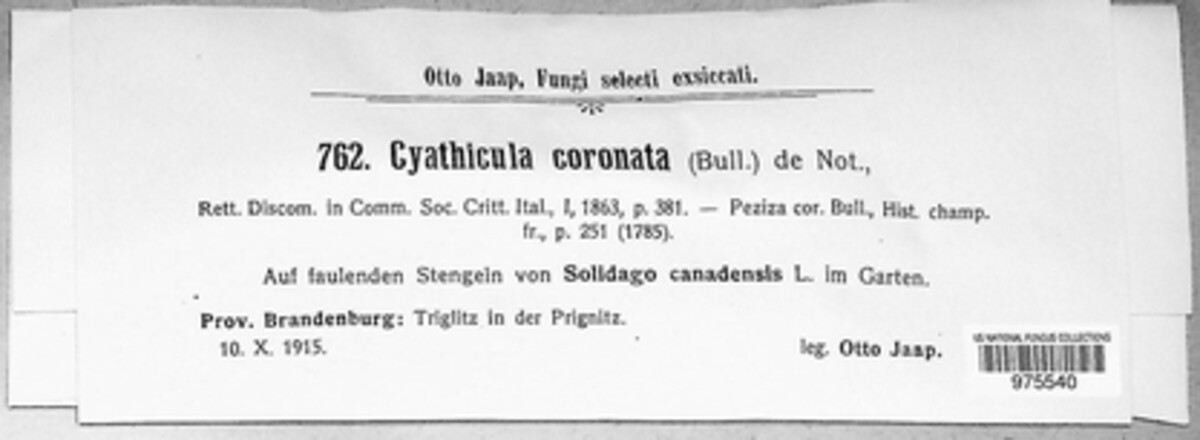 Otto Jaap, Fungi selecti exsiccati.
762. Cyathicula coronata (Bull.) de Not.,
Rett. Discom. in Comm. Soc. Critt. Ital., I, 1863, p. 381. — Peziza cor. Bull., Hist. champ.
fr., p. 251 (1785).
Auf faulenden Stengeln von Solidago canadensis L. im Garten.
Prov. Brandenburg: Triglitz in der Prignitz.
10. X. 1915.
leg. Otto Jaap.
US NATIONAL FUNGUS COLLECTIONS
975540